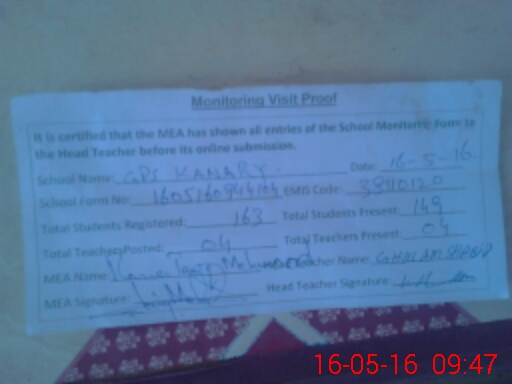 Monitoring Visit Proof
It is certified that the MEA has shown all entries of the School Monitoring Form to
the Head Teacher before its online submission.
School Name: GPS KANARY Date: 16-5-16
School Form No: EMIS Code:
Total Students Registered: 163 Total Students Present: 149
Total Teachers Posted: 04 Total Teachers Present: 04
MEA Name: Mahmood Teacher Name: GHULAM
MEA Signature: Head Teacher Signature
16-05-16 09:47